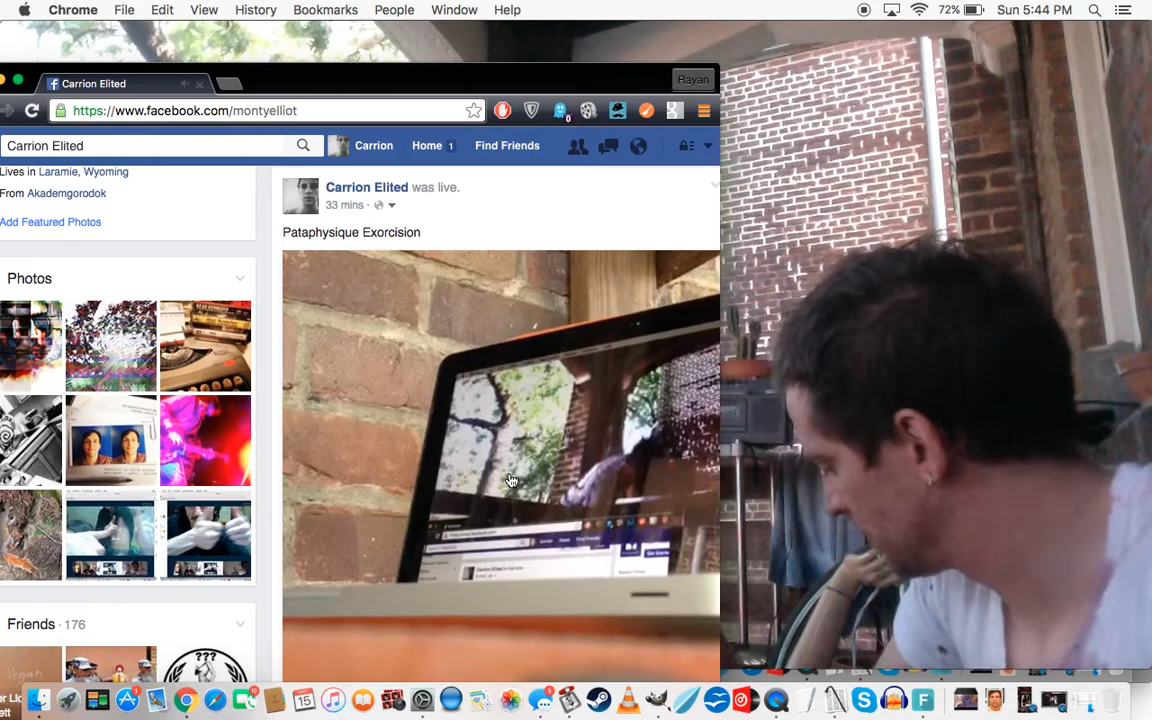 Chrome File Edit View History Bookmarks People Window Help 72% Sun 5:44 PM
Carrion Elited Rayan
https://www.facebook.com/montyelliot
0
Carrion Elited Carrion Home 1 Find Friends
Lives in Laramie, Wyoming
From Akademgorodok
Add Featured Photos
Carrion Elited was live.
33 mins ·
Pataphysique Exorcision
Photos
Friends · 176
???
15